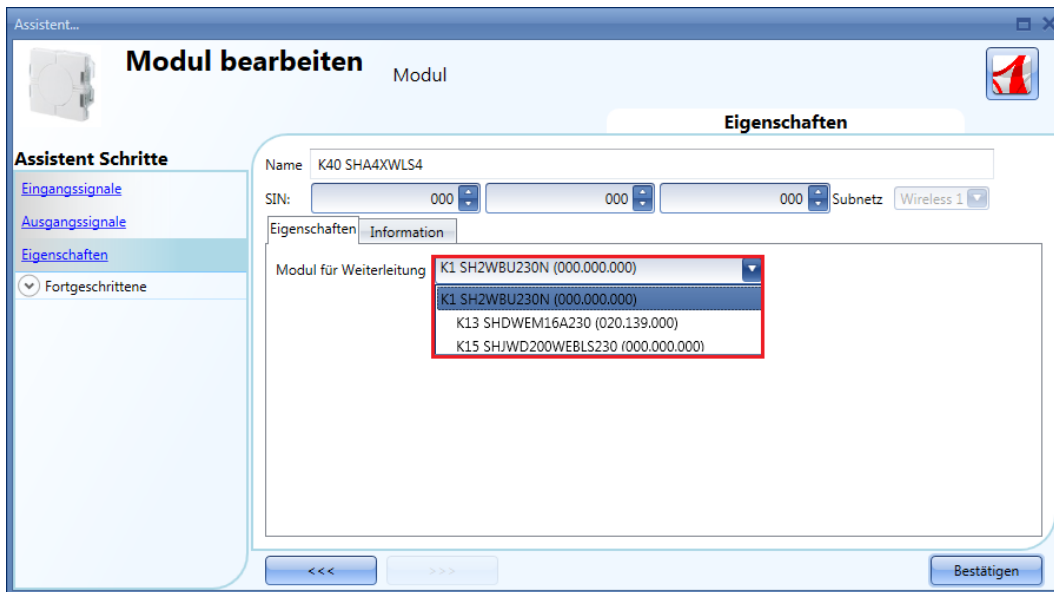 Assistent...
Modul bearbeiten
Modul
Eigenschaften
Assistent Schritte
Eingangssignale
Ausgangssignale
Eigenschaften
Fortgeschrittene
Name K40 SHA4XWLS4
SIN: 000 000 000 Subnetz Wireless 1
Eigenschaften Information
Modul für Weiterleitung K1 SH2WBU230N (000.000.000)
K1 SH2WBU230N (000.000.000)
K13 SHDWEM16A230 (020.139.000)
K15 SHJWD200WEBLS230 (000.000.000)
<<< >>> Bestätigen